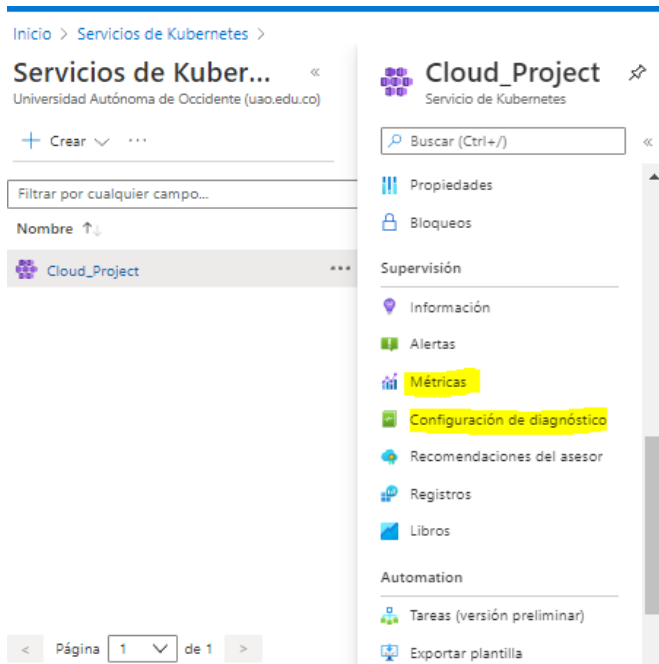 Inicio > Servicios de Kubernetes >
Servicios de Kuber... «
Universidad Autónoma de Occidente (uao.edu.co)
+ Crear ∨ ...
Filtrar por cualquier campo...
Nombre ↑↓
Cloud_Project ...
< Página 1 ∨ de 1 >
Cloud_Project
Servicio de Kubernetes
Buscar (Ctrl+/) «
Propiedades
Bloqueos
Supervisión
Información
Alertas
Métricas
Configuración de diagnóstico
Recomendaciones del asesor
Registros
Libros
Automation
Tareas (versión preliminar)
Exportar plantilla